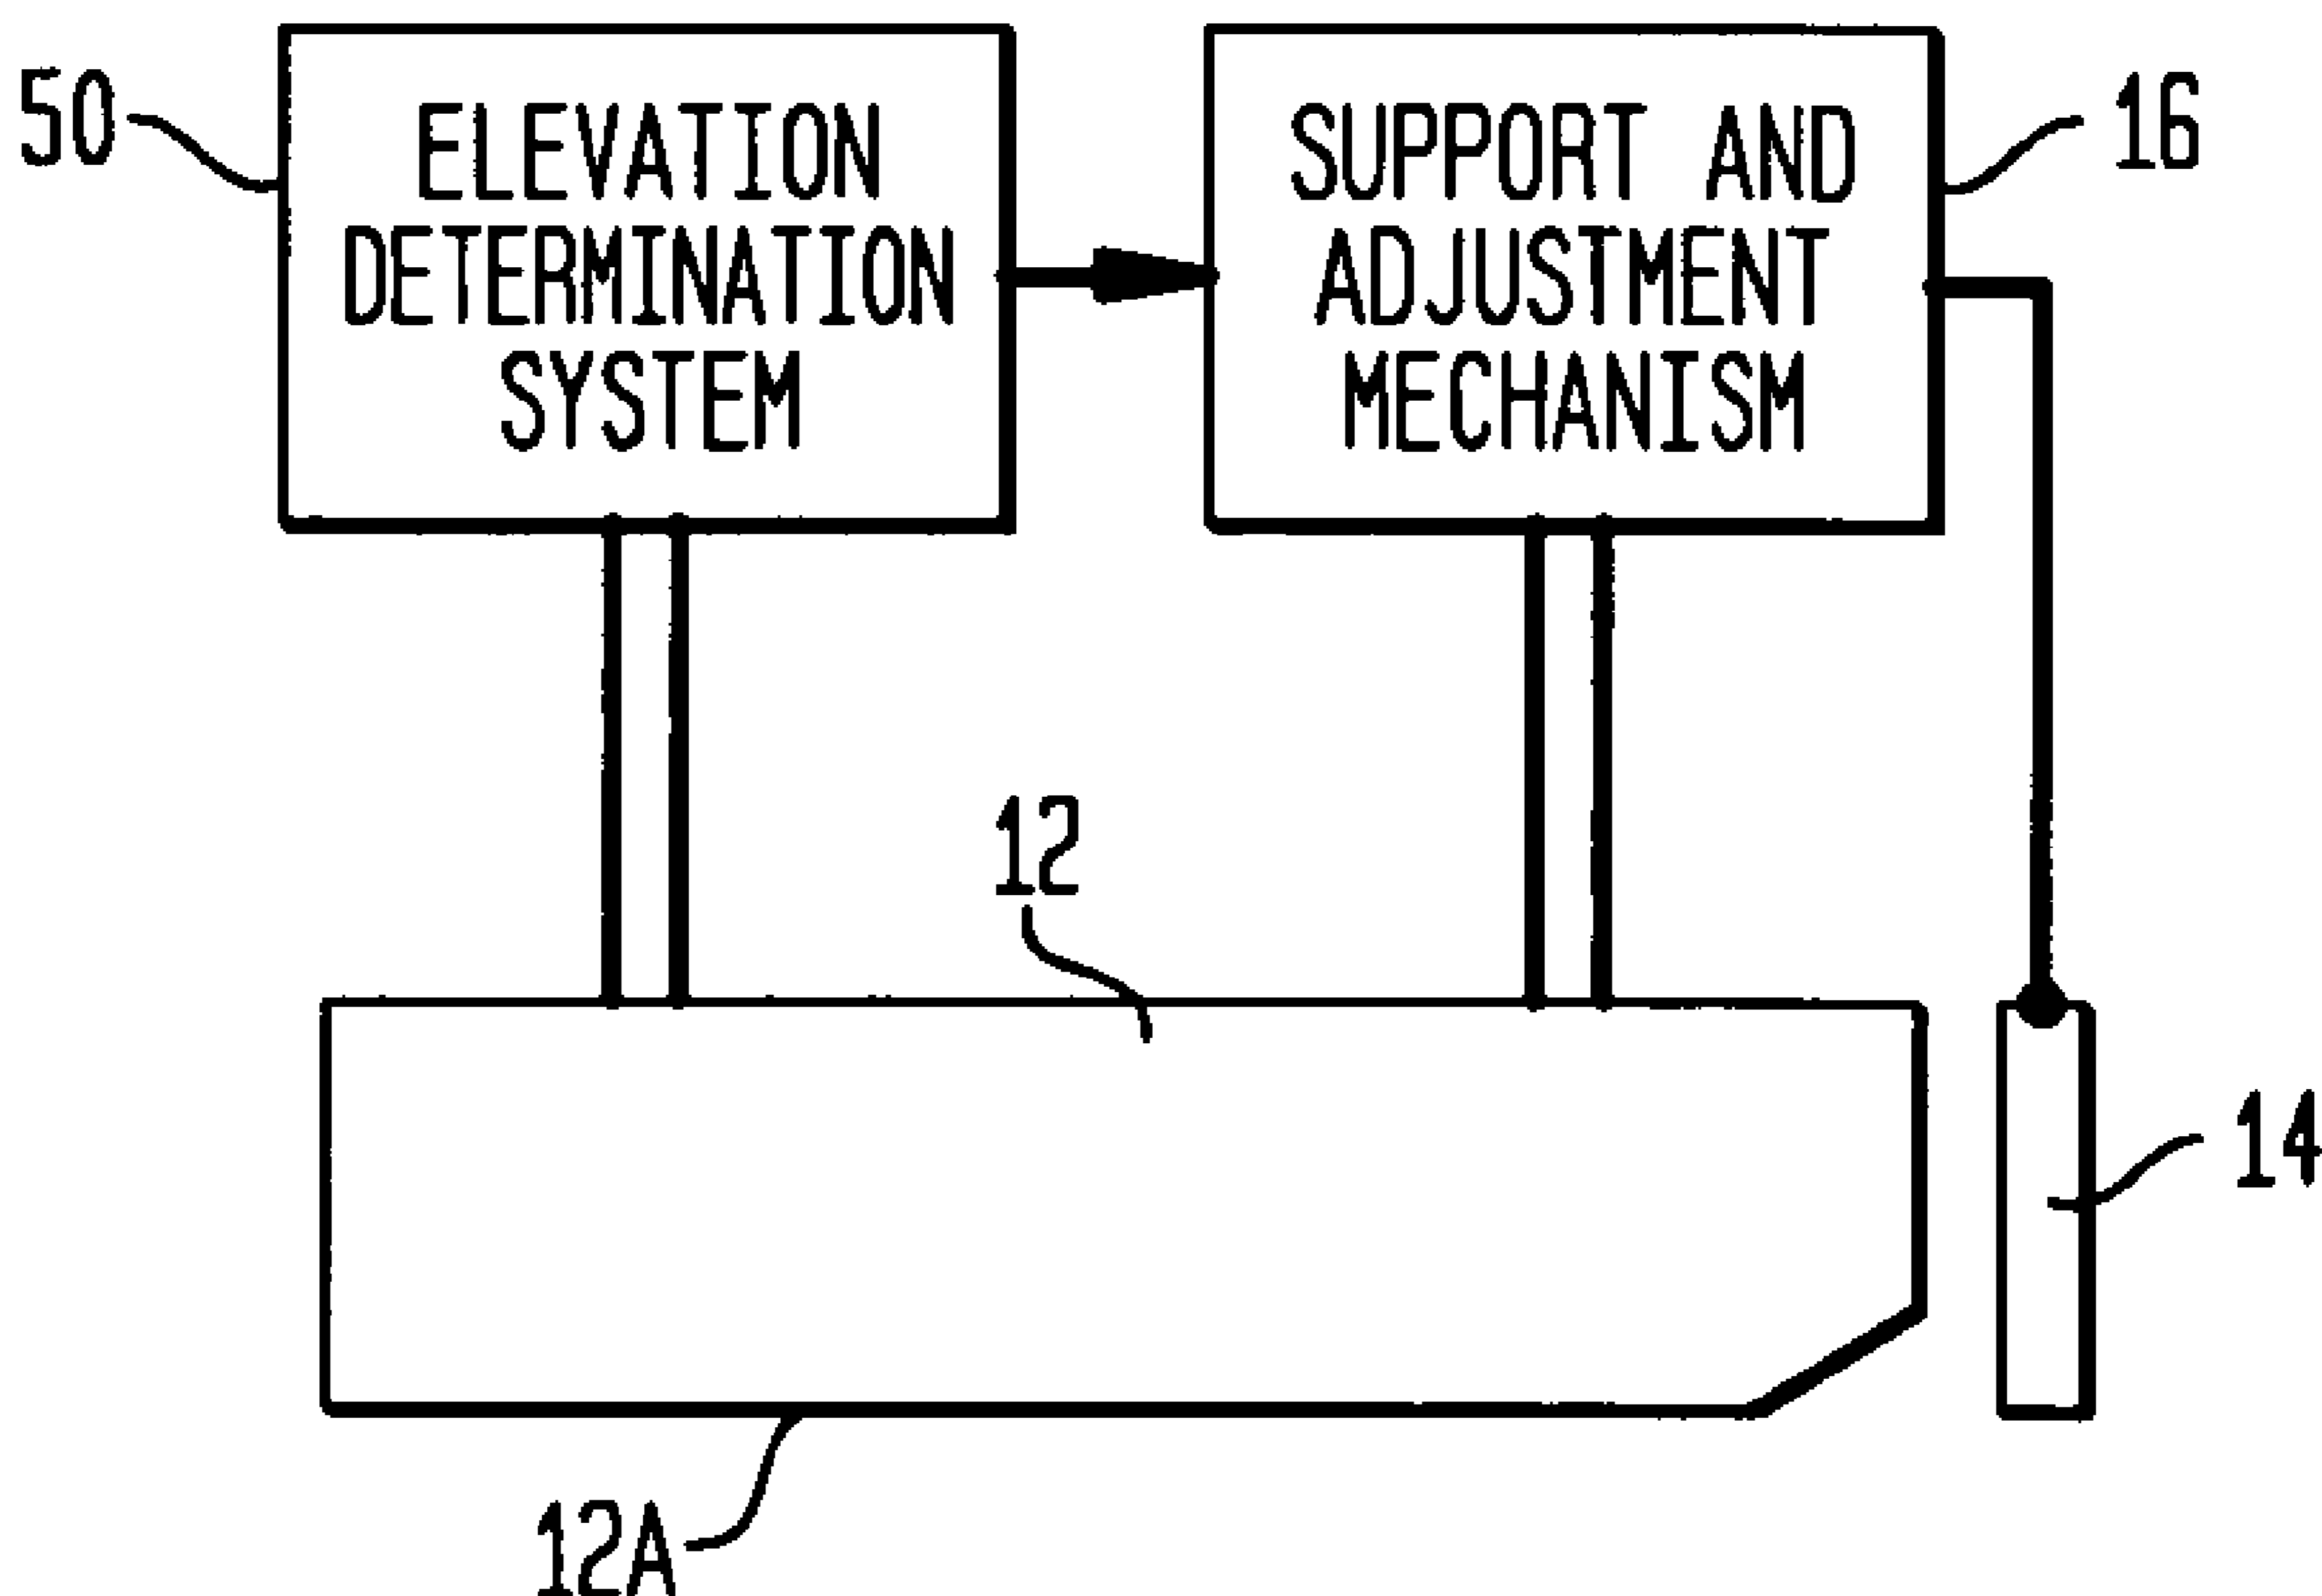 50
ELEVATION
DETERMINATION
SYSTEM
SUPPORT AND
ADJUSTMENT
MECHANISM
16
12
14
12A